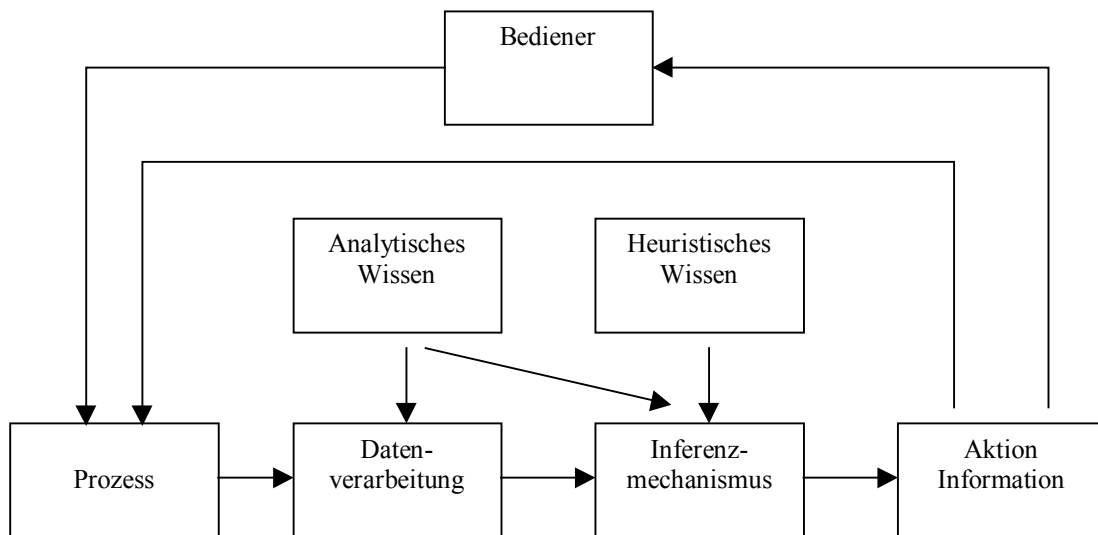 Bediener
Analytisches
Wissen
Heuristisches
Wissen
Prozess
Daten-
verarbeitung
Inferenz-
mechanismus
Aktion
Information